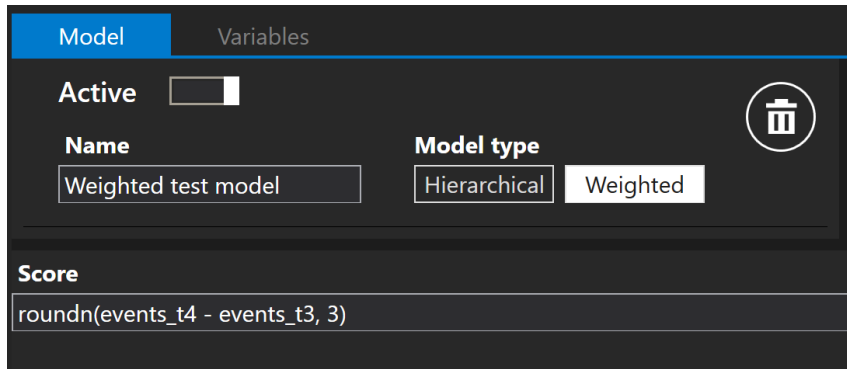 Model Variables
Active
Name Model type
Weighted test model Hierarchical Weighted
Score
roundn(events_t4 - events_t3, 3)